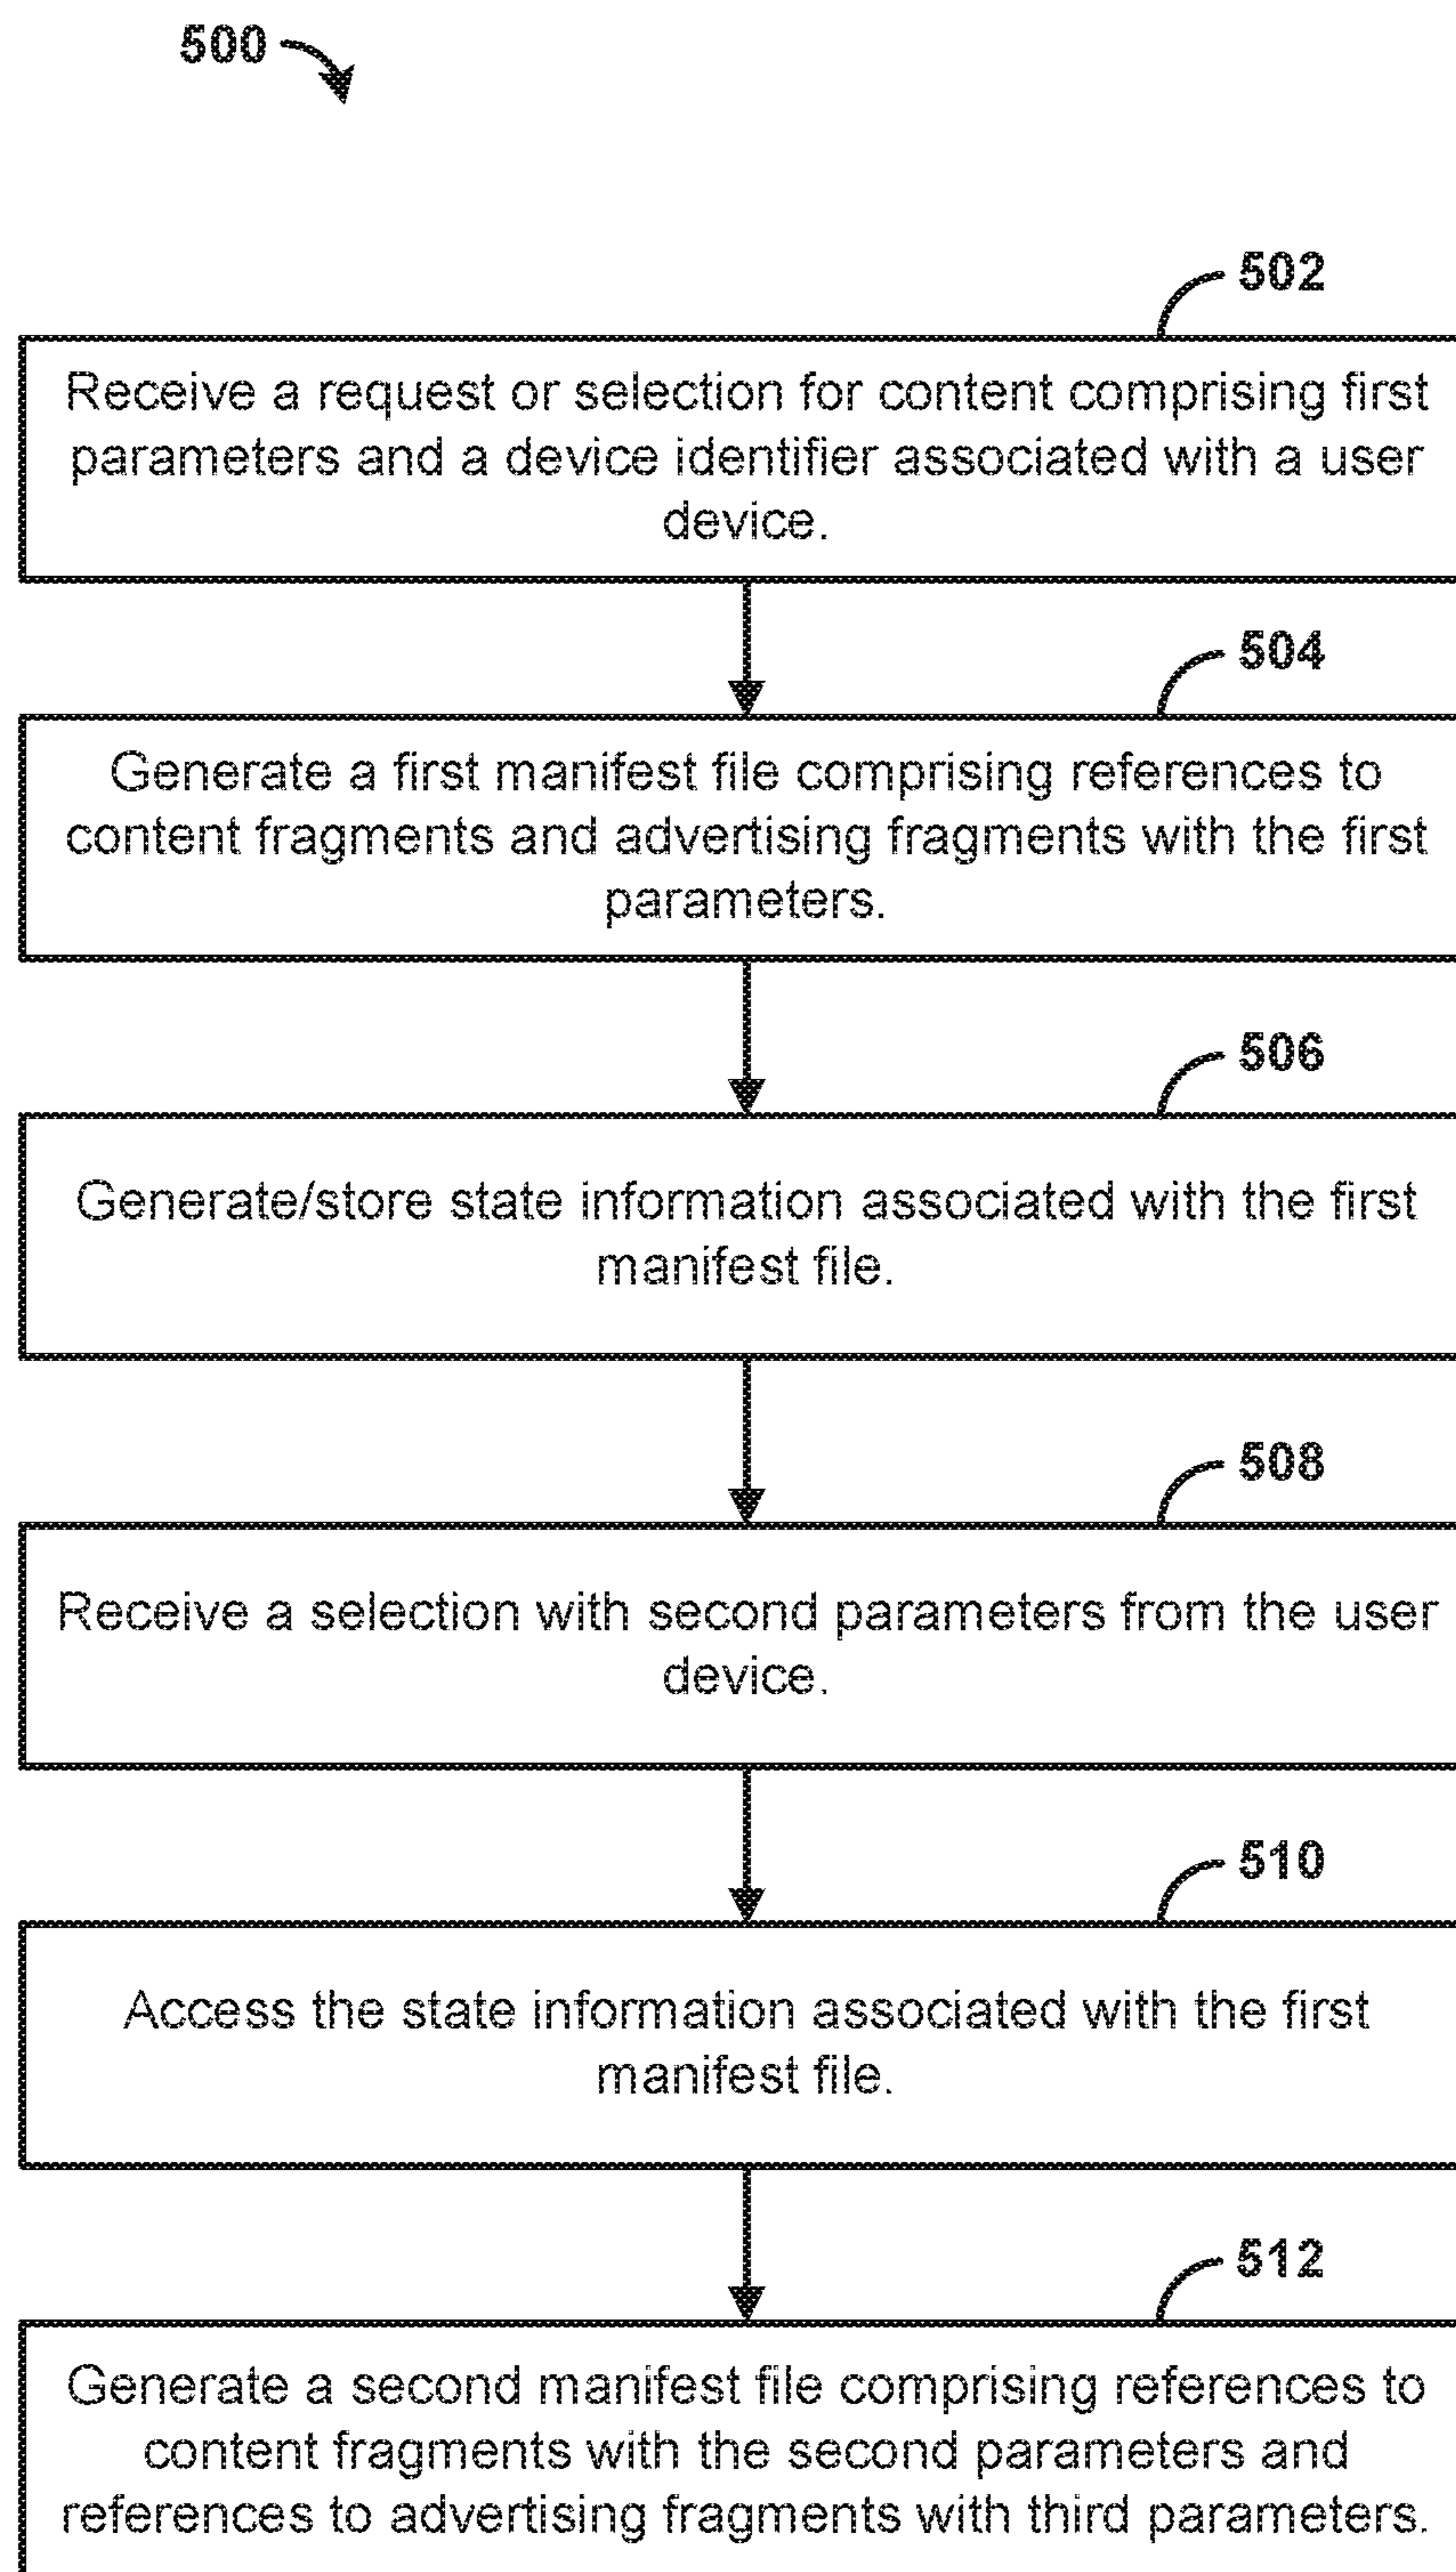 500
502
Receive a request or selection for content comprising first
parameters and a device identifier associated with a user
device.
504
Generate a first manifest file comprising references to
content fragments and advertising fragments with the first
parameters.
506
Generate/store state information associated with the first
manifest file.
508
Receive a selection with second parameters from the user
device.
510
Access the state information associated with the first
manifest file.
512
Generate a second manifest file comprising references to
content fragments with the second parameters and
references to advertising fragments with third parameters.